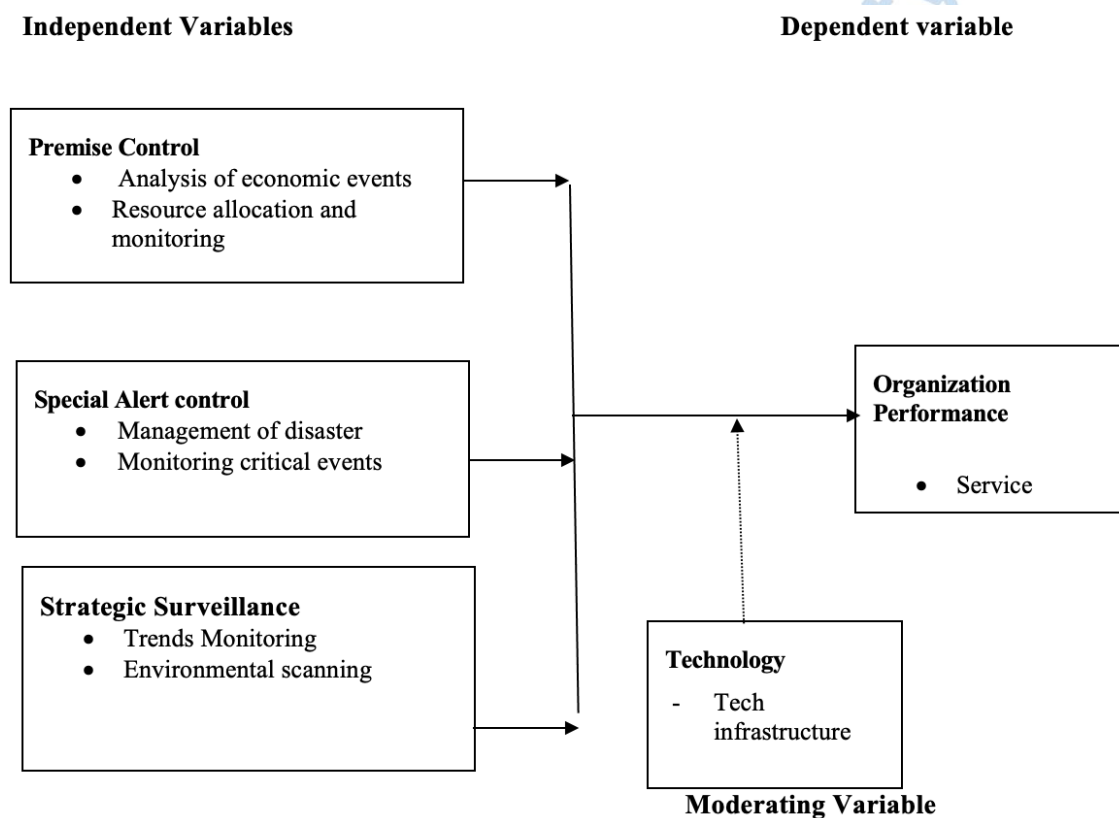 Independent Variables
Dependent variable
Premise Control
• Analysis of economic events
• Resource allocation and
monitoring
Special Alert control
• Management of disaster
• Monitoring critical events
Organization
Performance
• Service
Strategic Surveillance
• Trends Monitoring
• Environmental scanning
Technology
- Tech
infrastructure
Moderating Variable